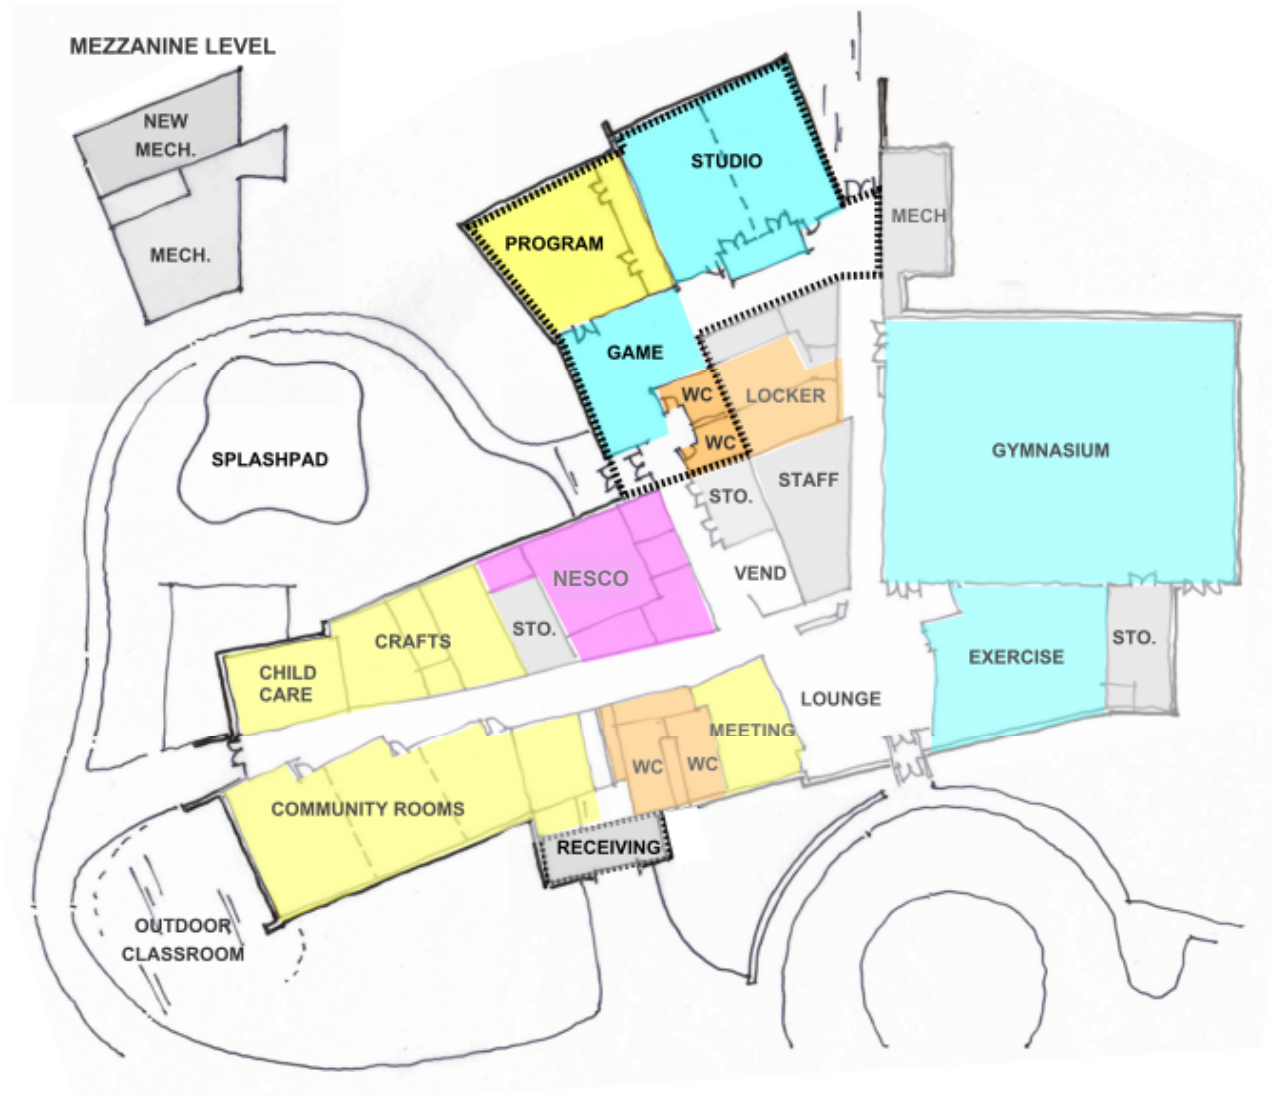 MEZZANINE LEVEL
NEW
MECH.
MECH.
STUDIO
PROGRAM
MECH
GAME
WC
LOCKER
WC
GYMNASIUM
SPLASHPAD
STAFF
STO.
NESCO
VEND
STO.
CRAFTS
STO.
EXERCISE
CHILD
CARE
LOUNGE
MEETING
WC
WC
COMMUNITY ROOMS
RECEIVING
OUTDOOR
CLASSROOM